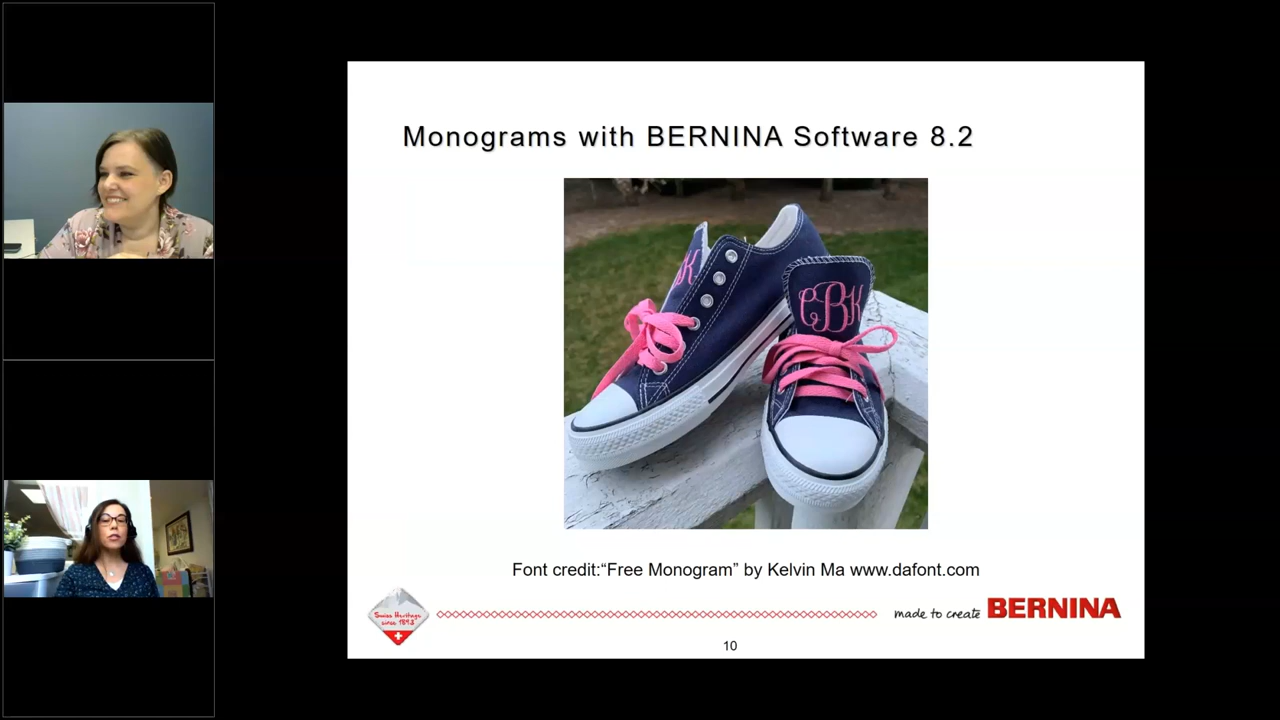 Monograms with BERNINA Software 8.2
K
CBK
Font credit:“Free Monogram” by Kelvin Ma www.dafont.com
Swiss Heritage
since 1893
made to create BERNINA
10